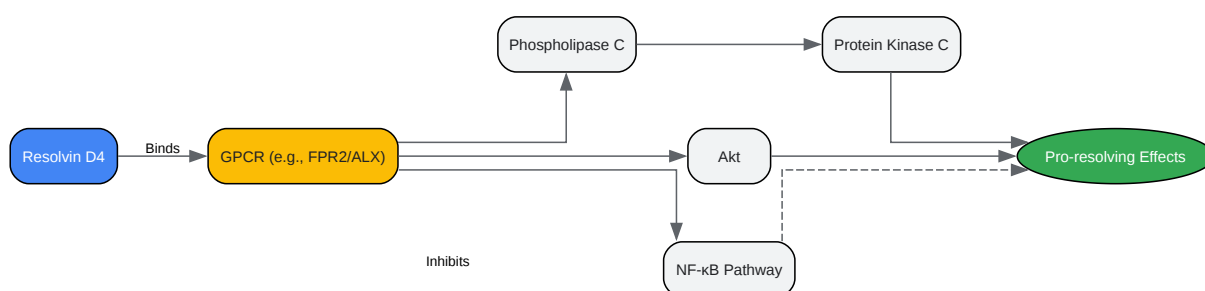 Phospholipase C
Protein Kinase C
Resolvin D4
Binds
GPCR (e.g., FPR2/ALX)
Akt
Pro-resolving Effects
Inhibits
NF-κB Pathway